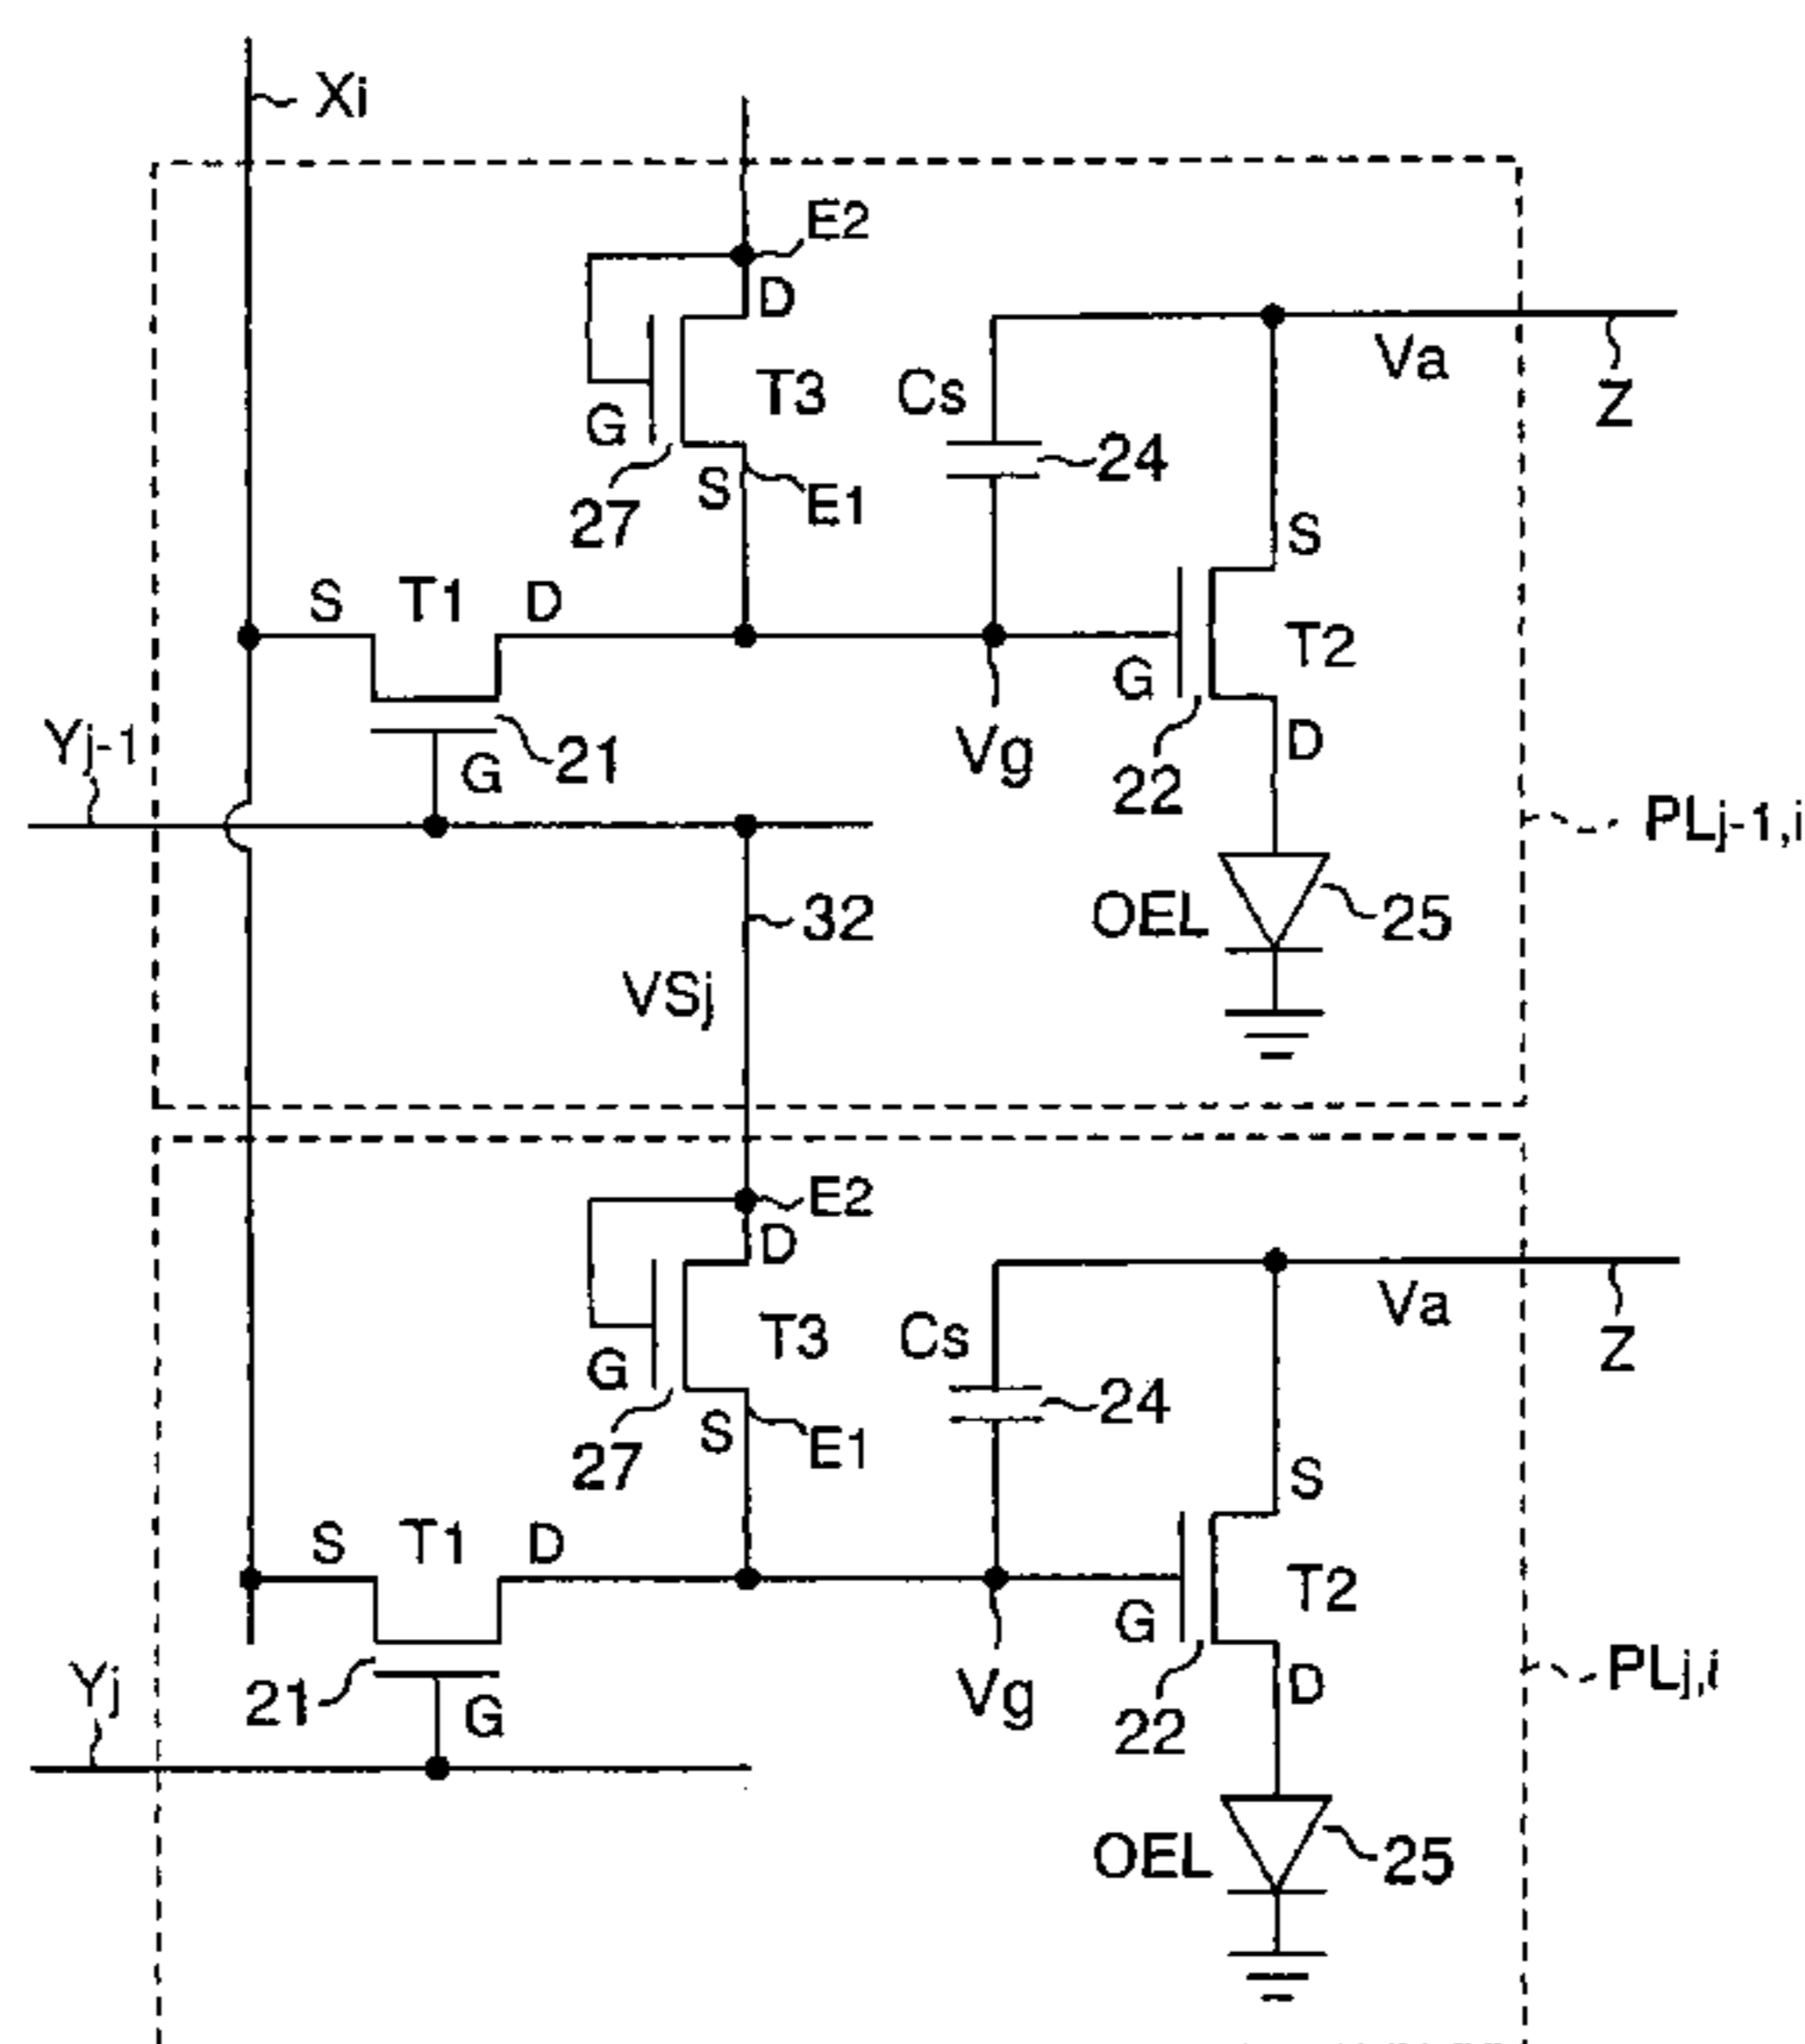 Xi
E2
D
T3
G
27
S
E1
Cs
24
Va
Z
S
T1
D
S
G
T2
22
D
Vg
Yj-1
G
21
PLj-1,i
OEL
25
32
VSj
E2
D
T3
G
27
S
E1
Cs
24
Va
Z
S
T1
D
S
G
T2
22
D
Vg
Yj
21
G
PLj,i
OEL
25